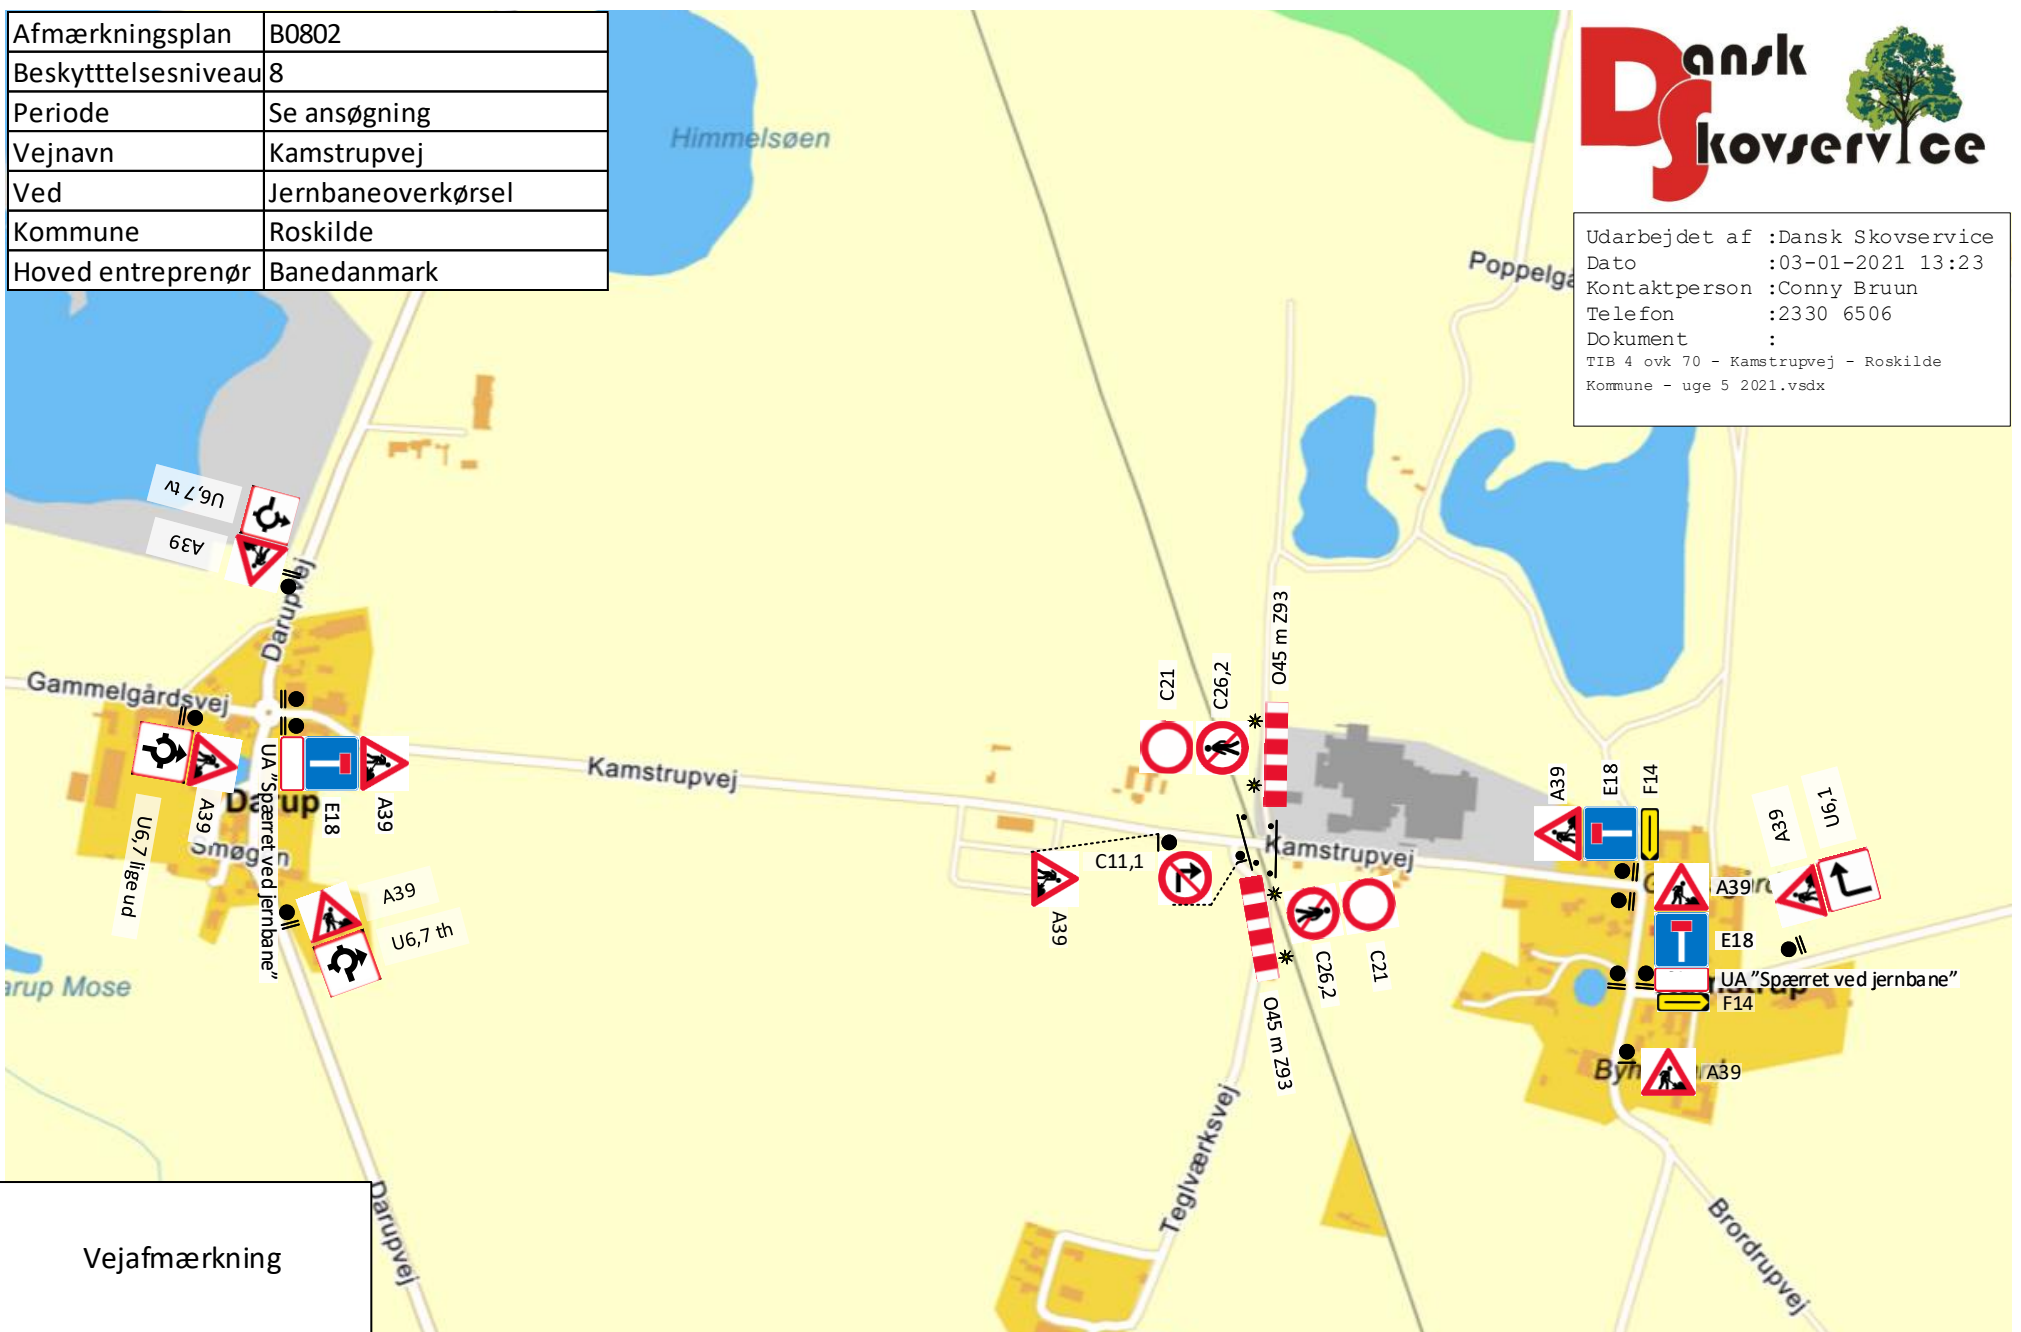 Afmærkningsplan B0802
Beskytttelsesniveau 8
Periode Se ansøgning
Vejnavn Kamstrupvej
Ved Jernbaneoverkørsel
Kommune Roskilde
Hoved entreprenør Banedanmark
Dansk
Skovservice
Udarbejdet af :Dansk Skovservice
Dato :03-01-2021 13:23
Kontaktperson :Conny Bruun
Telefon :2330 6506
Dokument :
TIB 4 ovk 70 - Kamstrupvej - Roskilde
Kommune - uge 5 2021.vsdx
Himmelsøen
U6,7 tv
A39
Darupvej
Gammelgårdsvej
U6,7 lige ud
A39
Darup
UA "Spærret ved jernbane"
E18
A39
A39
U6,7 th
Darupvej
Kamstrupvej
A39
C11,1
C21
C26,2
O45 m Z93
Kamstrupvej
C26,2
C21
O45 m Z93
Teglværksvej
A39
E18
F14
A39
U6,1
A39
E18
UA "Spærret ved jernbane"
F14
A39
Brordrupvej
Vejafmærkning